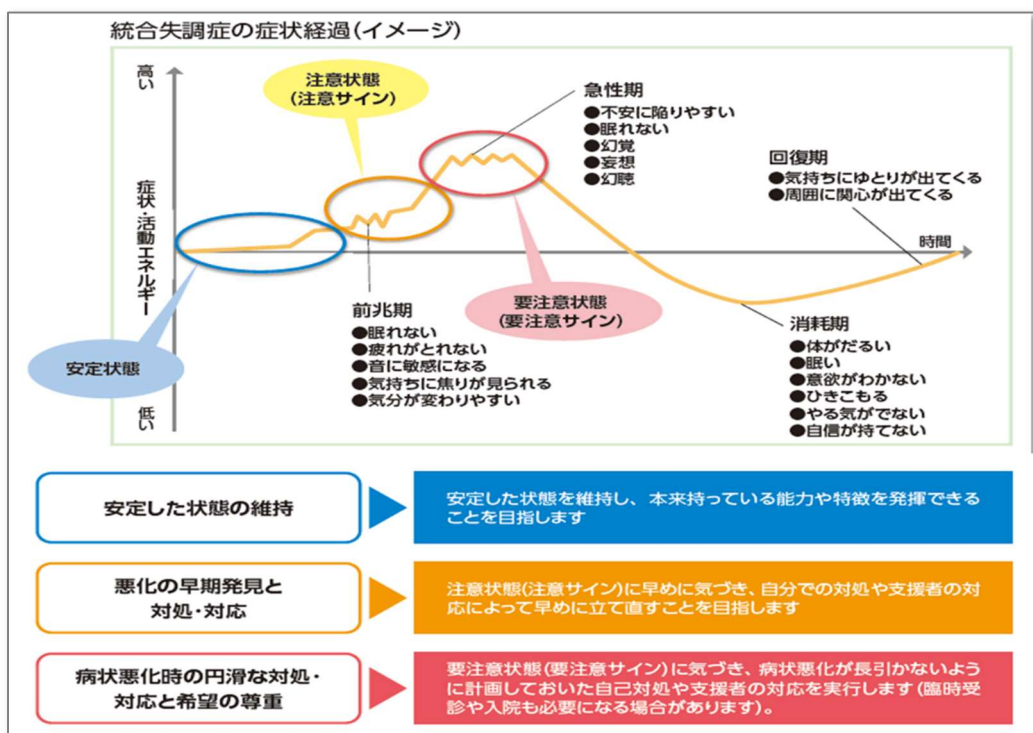 統合失調症の症状経過(イメージ)
高い
症状・活動エネルギー
低い
注意状態
(注意サイン)
急性期
●不安に陥りやすい
●眠れない
●幻覚
●妄想
●幻聴
回復期
●気持ちにゆとりが出てくる
●周囲に関心が出てくる
時間
安定状態
前兆期
●眠れない
●疲れがとれない
●音に敏感になる
●気持ちに焦りが見られる
●気分が変わりやすい
要注意状態
(要注意サイン)
消耗期
●体がだるい
●眠い
●意欲がわかない
●ひきこもる
●やる気がでない
●自信が持てない
安定した状態の維持
安定した状態を維持し、本来持っている能力や特徴を発揮できる
ことを目指します
悪化の早期発見と
対処・対応
注意状態(注意サイン)に早めに気づき、自分での対処や支援者の対
応によって早めに立て直すことを目指します
病状悪化時の円滑な対処・
対応と希望の尊重
要注意状態(要注意サイン)に気づき、病状悪化が長引かないよう
に計画しておいた自己対処や支援者の対応を実行します(臨時受
診や入院も必要になる場合があります)。